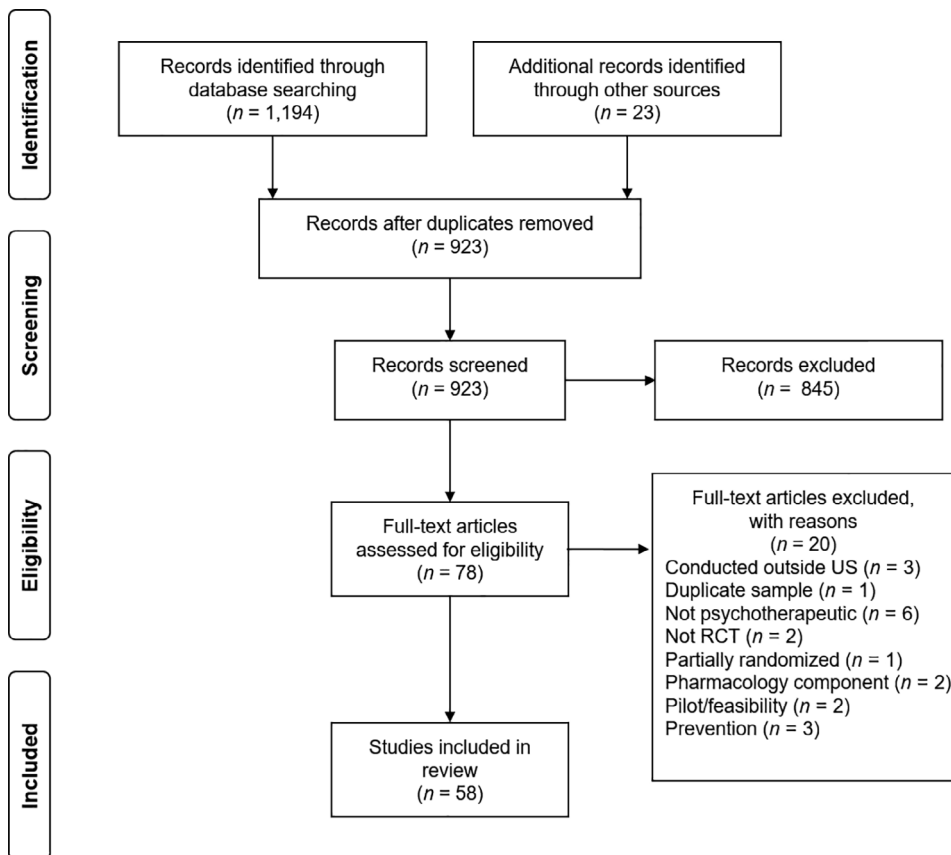 Identification
Records identified through
database searching
(n = 1,194)
Additional records identified
through other sources
(n = 23)
Records after duplicates removed
(n = 923)
Screening
Records screened
(n = 923)
Records excluded
(n = 845)
Eligibility
Full-text articles
assessed for eligibility
(n = 78)
Full-text articles excluded,
with reasons
(n = 20)
Conducted outside US (n = 3)
Duplicate sample (n = 1)
Not psychotherapeutic (n = 6)
Not RCT (n = 2)
Partially randomized (n = 1)
Pharmacology component (n = 2)
Pilot/feasibility (n = 2)
Prevention (n = 3)
Included
Studies included in
review
(n = 58)